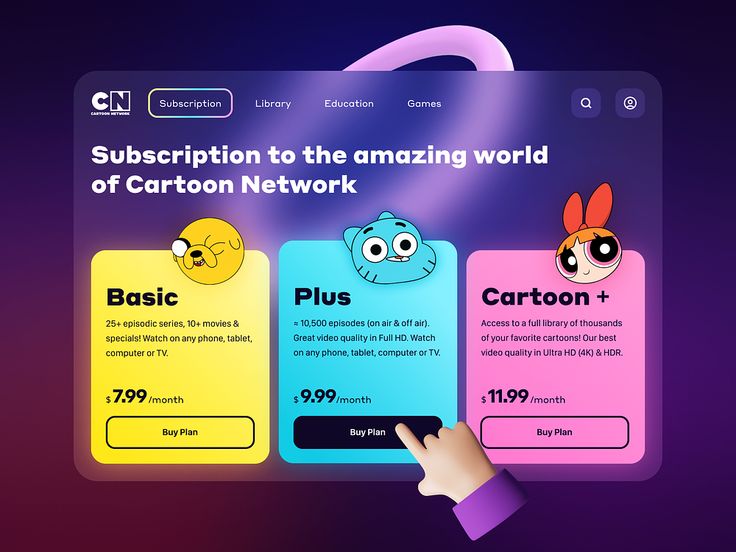 CN
CARTOON NETWORK
Subscription
Library
Education
Games
Subscription to the amazing world
of Cartoon Network
Basic
25+ episodic series, 10+ movies &
specials! Watch on any phone, tablet,
computer or TV.
$ 7.99 /month
Buy Plan
Plus
≈ 10,500 episodes (on air & off air).
Great video quality in Full HD. Watch
on any phone, tablet, computer or TV.
$ 9.99 /month
Buy Plan
Cartoon +
Access to a full library of thousands
of your favorite cartoons! Our best
video quality in Ultra HD (4K) & HDR.
$ 11.99 /month
Buy Plan